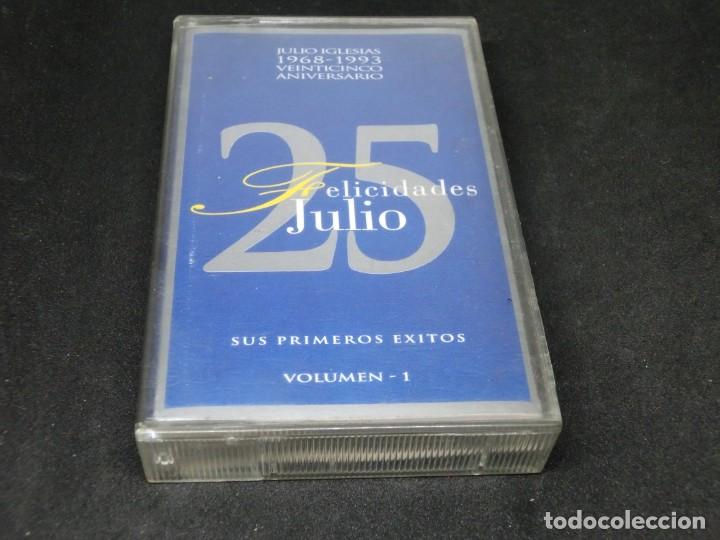 JULIO IGLESIAS
1968-1993
VEINTICINCO
ANIVERSARIO
25
Felicidades
Julio
SUS PRIMEROS EXITOS
VOLUMEN - 1
todocoleccion